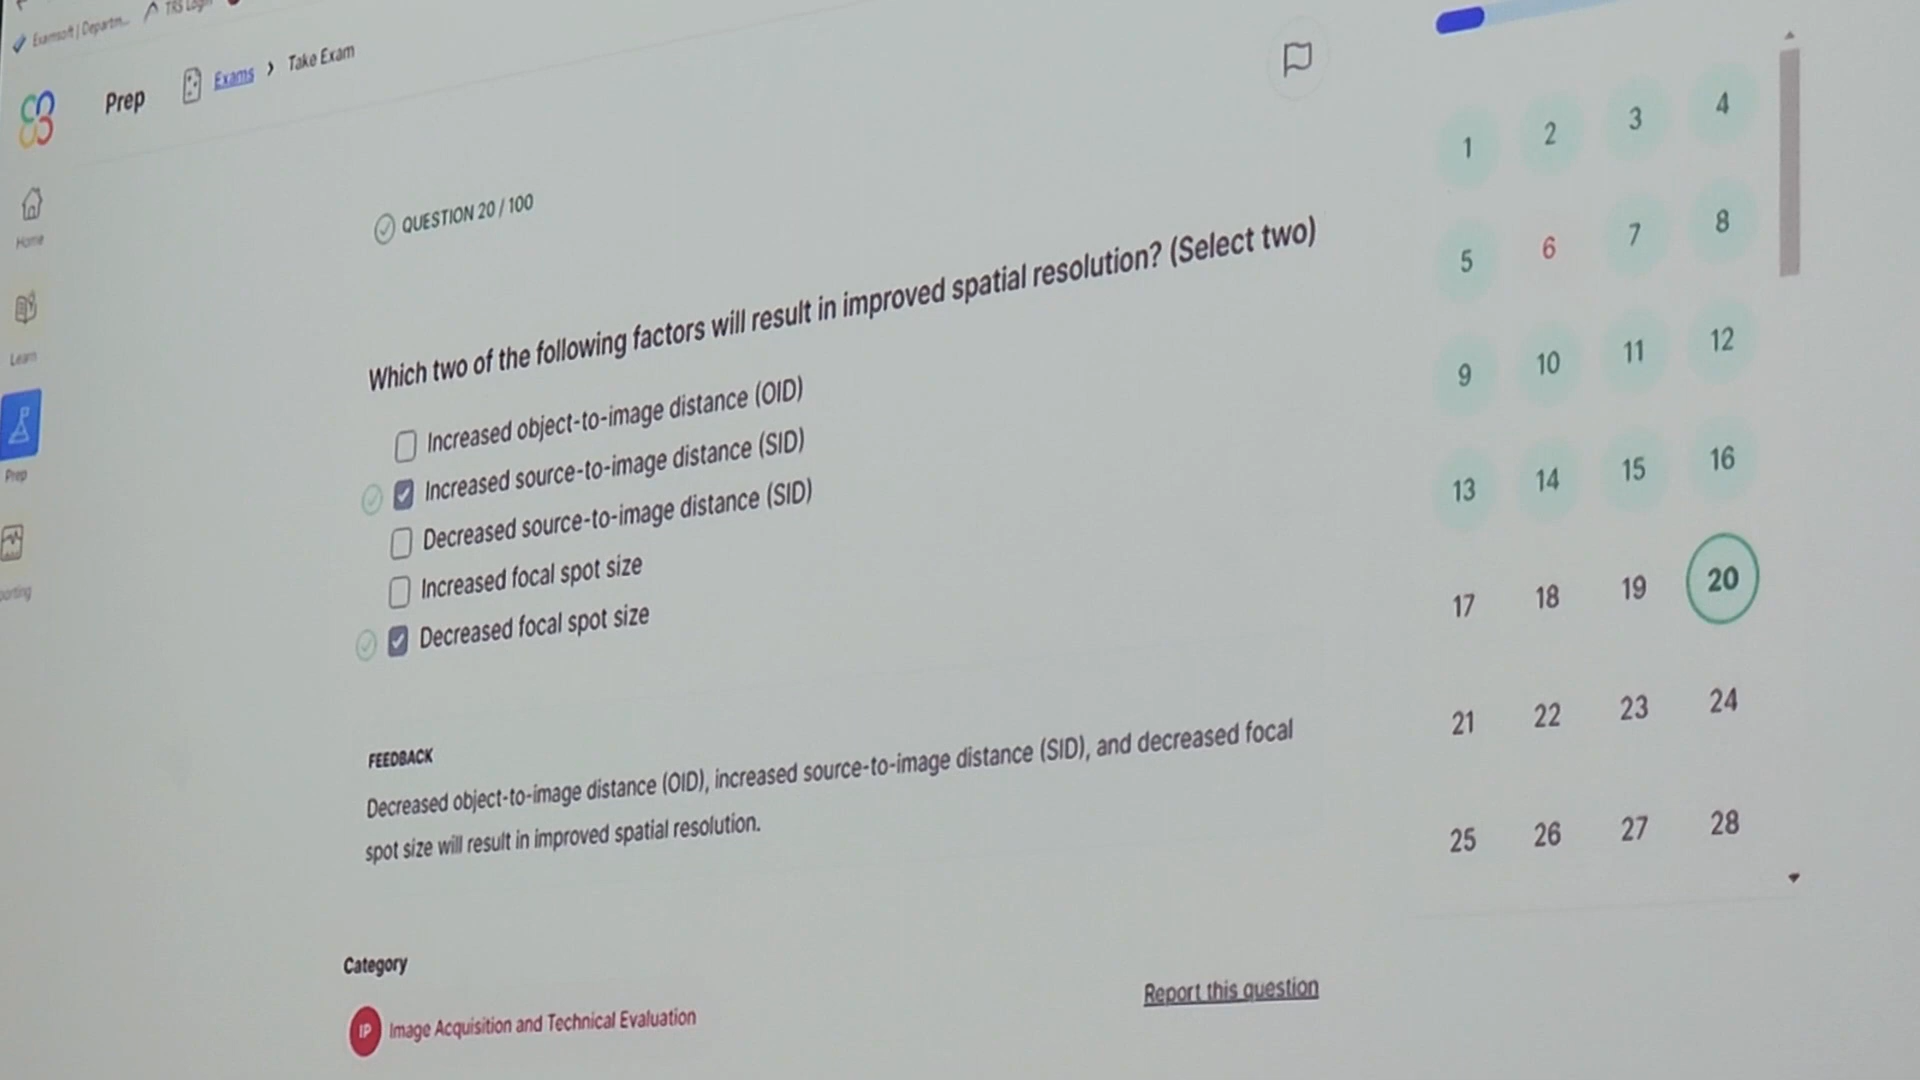 Examsoft | Departm...
TRS Login
Prep
Exams > Take Exam
Home
Learn
Prep
QUESTION 20 / 100
Which two of the following factors will result in improved spatial resolution? (Select two)
Increased object-to-image distance (OID)
Increased source-to-image distance (SID)
Decreased source-to-image distance (SID)
Increased focal spot size
Decreased focal spot size
FEEDBACK
Decreased object-to-image distance (OID), increased source-to-image distance (SID), and decreased focal
spot size will result in improved spatial resolution.
Category
IP Image Acquisition and Technical Evaluation
Report this question
1 2 3 4
5 6 7 8
9 10 11 12
13 14 15 16
17 18 19 20
21 22 23 24
25 26 27 28